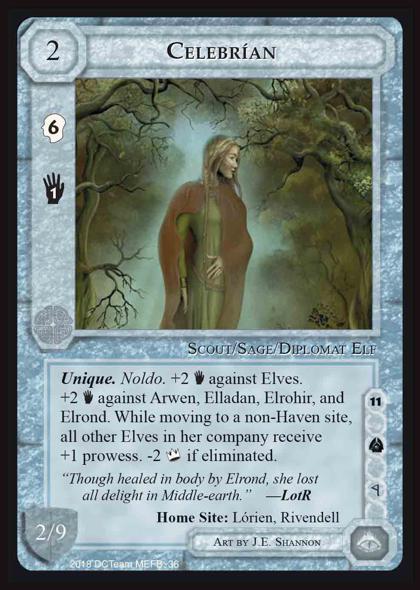 2
CELEBRÍAN
6
1
SCOUT/SAGE/DIPLOMAT ELF
Unique. Noldo. +2 against Elves.
+2 against Arwen, Elladan, Elrohir, and
Elrond. While moving to a non-Haven site,
all other Elves in her company receive
+1 prowess. -2 if eliminated.
11
“Though healed in body by Elrond, she lost
all delight in Middle-earth.” —LotR
Home Site: Lórien, Rivendell
2/9
ART BY J.E. SHANNON
2018 DCTeam MEFB: 36